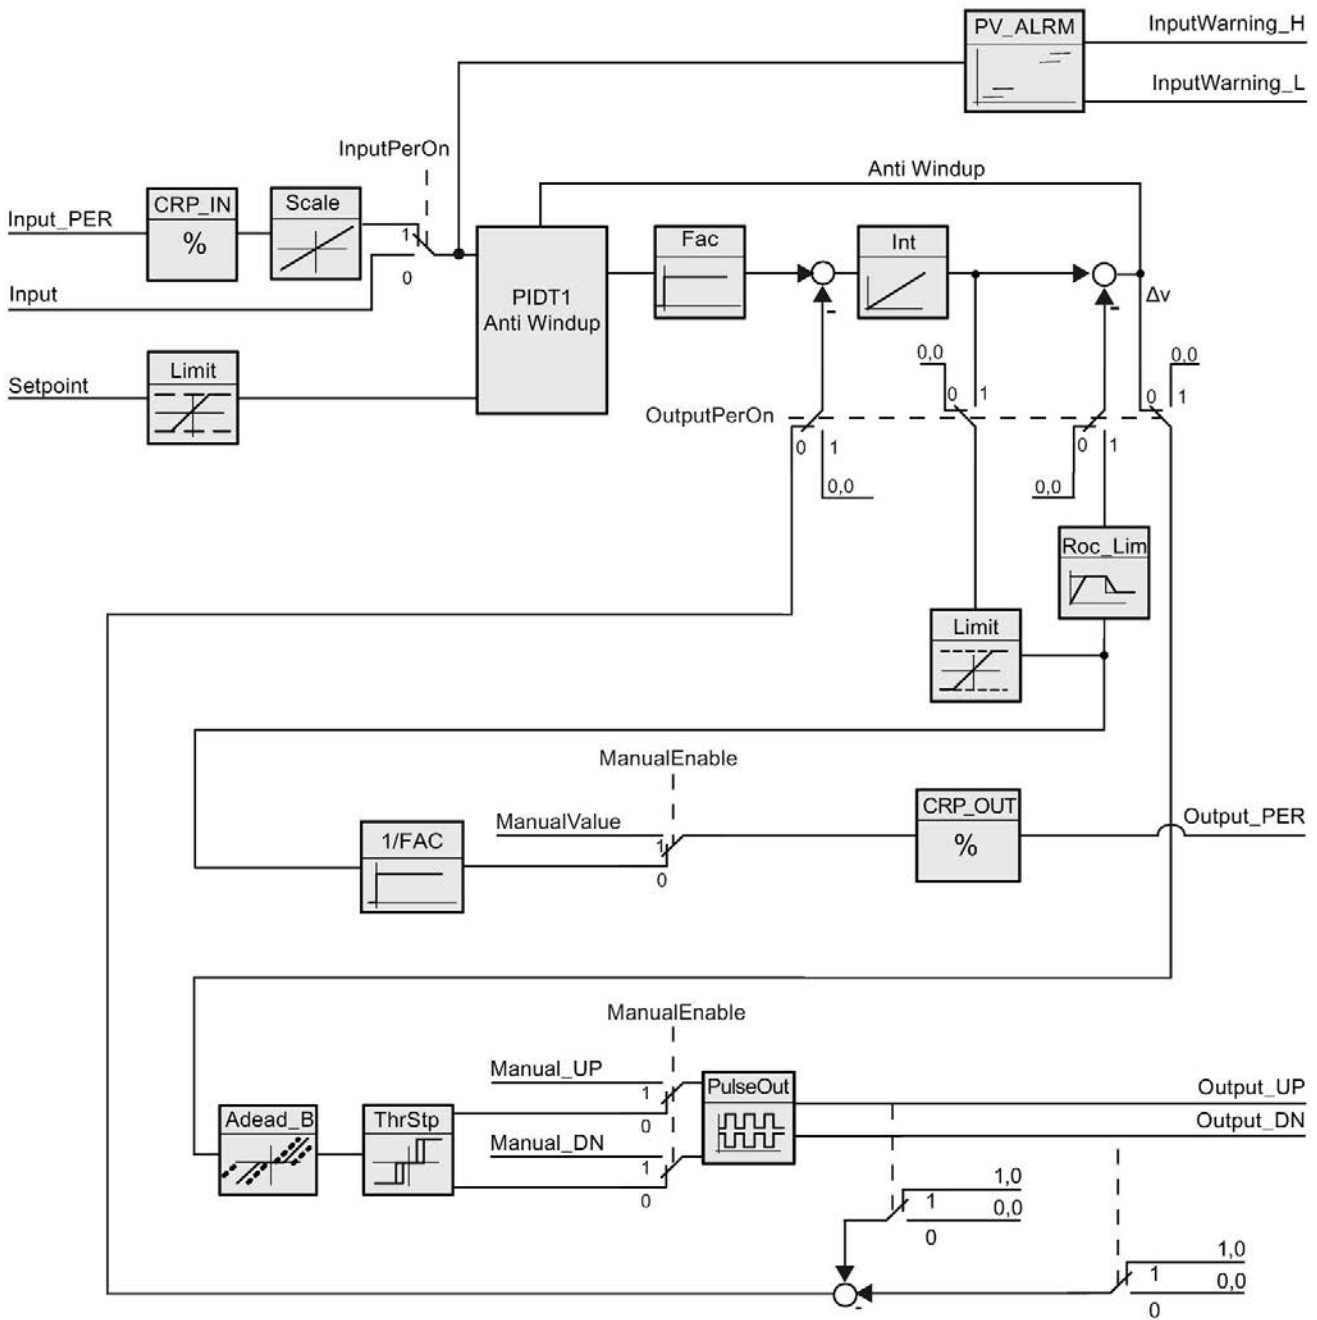 PV_ALRM
InputWarning_H
InputWarning_L
InputPerOn
Anti Windup
Input_PER
CRP_IN
%
Scale
1
0
Input
PIDT1
Anti Windup
Fac
-
Int
-
Δv
Setpoint
Limit
0,0
0,0
0
1
0
1
OutputPerOn
0
1
0
1
0,0
0,0
Roc_Lim
Limit
ManualEnable
ManualValue
1
0
1/FAC
CRP_OUT
%
Output_PER
ManualEnable
Manual_UP
1
0
Manual_DN
1
0
PulseOut
Output_UP
Output_DN
Adead_B
ThrStp
1,0
1
0,0
0
1,0
1
0,0
0
-